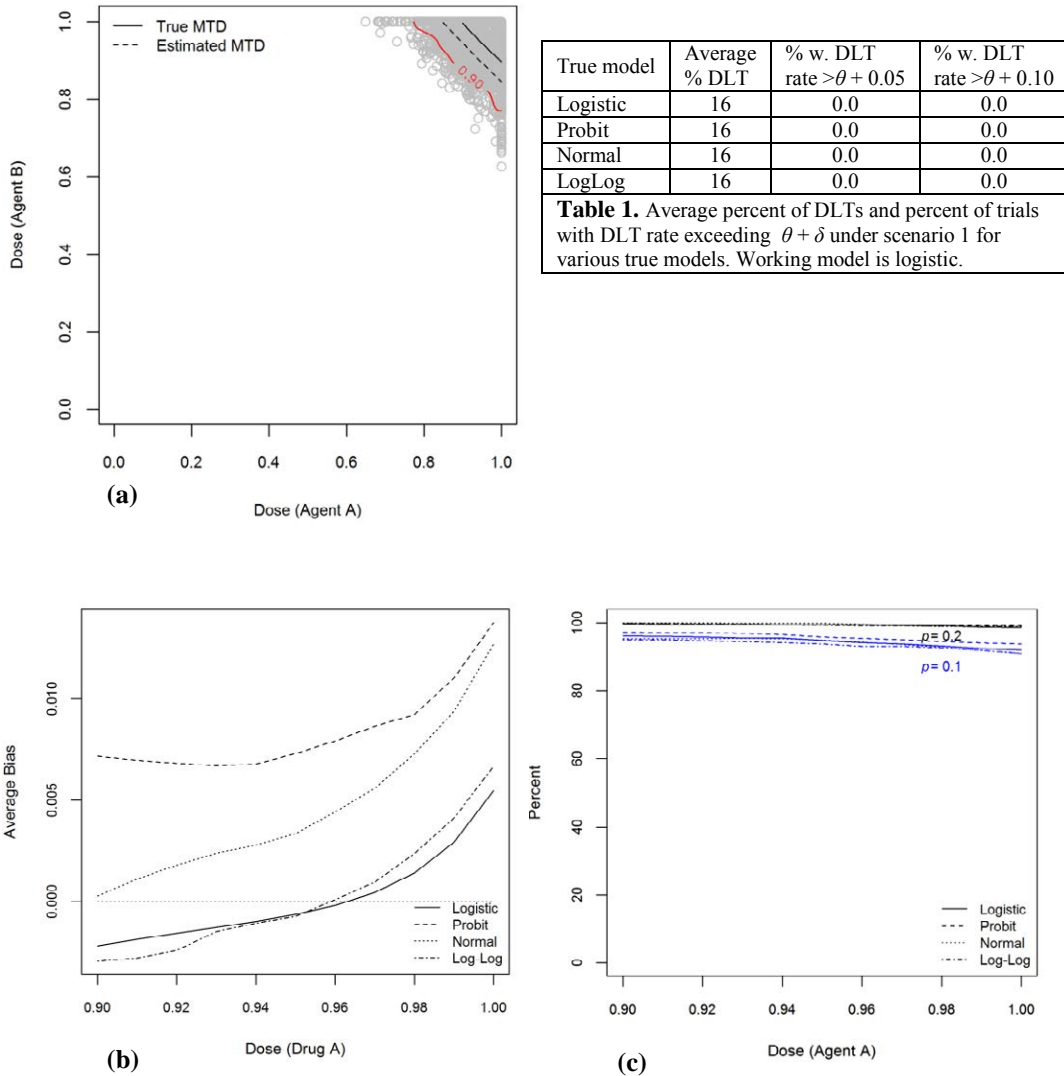 True MTD
Estimated MTD
0.90
1.0
0.8
0.6
0.4
0.2
0.0
Dose (Agent B)
0.0 0.2 0.4 0.6 0.8 1.0
(a)
Dose (Agent A)
True model Average % DLT % w. DLT rate >θ + 0.05 % w. DLT rate >θ + 0.10
Logistic 16 0.0 0.0
Probit 16 0.0 0.0
Normal 16 0.0 0.0
LogLog 16 0.0 0.0
Table 1. Average percent of DLTs and percent of trials
with DLT rate exceeding θ + δ under scenario 1 for
various true models. Working model is logistic.
0.010
0.005
0.000
Average Bias
Logistic
Probit
Normal
Log-Log
0.90 0.92 0.94 0.96 0.98 1.00
(b)
Dose (Drug A)
100
80
60
40
20
0
Percent
p= 0.2
p= 0.1
Logistic
Probit
Normal
Log-Log
0.90 0.92 0.94 0.96 0.98 1.00
(c)
Dose (Agent A)